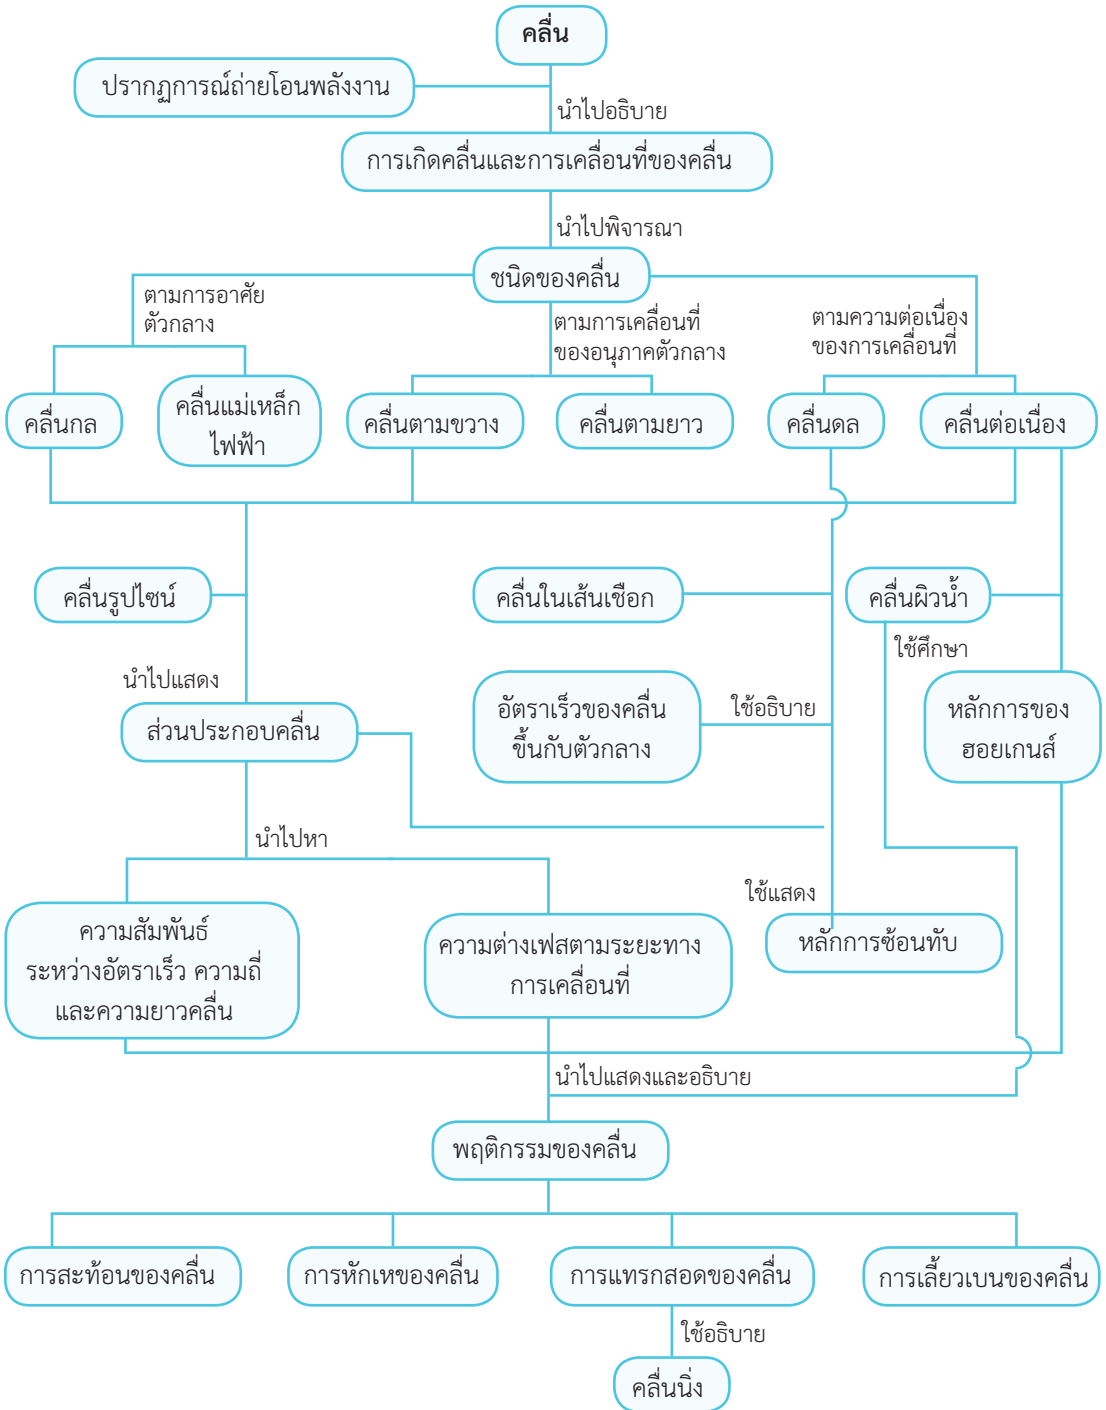 คลื่น
ปรากฏการณ์ถ่ายโอนพลังงาน
นำไปอธิบาย
การเกิดคลื่นและการเคลื่อนที่ของคลื่น
นำไปพิจารณา
ชนิดของคลื่น
ตามการอาศัย
ตัวกลาง
ตามการเคลื่อนที่
ของอนุภาคตัวกลาง
ตามความต่อเนื่อง
ของการเคลื่อนที่
คลื่นกล
คลื่นแม่เหล็ก
ไฟฟ้า
คลื่นตามขวาง
คลื่นตามยาว
คลื่นดล
คลื่นต่อเนื่อง
คลื่นรูปไซน์
คลื่นในเส้นเชือก
คลื่นผิวน้ำ
ใช้ศึกษา
นำไปแสดง
ส่วนประกอบคลื่น
อัตราเร็วของคลื่น
ขึ้นกับตัวกลาง
ใช้อธิบาย
หลักการของ
ฮอยเกนส์
นำไปหา
ใช้แสดง
ความสัมพันธ์
ระหว่างอัตราเร็ว ความถี่
และความยาวคลื่น
ความต่างเฟสตามระยะทาง
การเคลื่อนที่
หลักการซ้อนทับ
นำไปแสดงและอธิบาย
พฤติกรรมของคลื่น
การสะท้อนของคลื่น
การหักเหของคลื่น
การแทรกสอดของคลื่น
การเลี้ยวเบนของคลื่น
ใช้อธิบาย
คลื่นนิ่ง